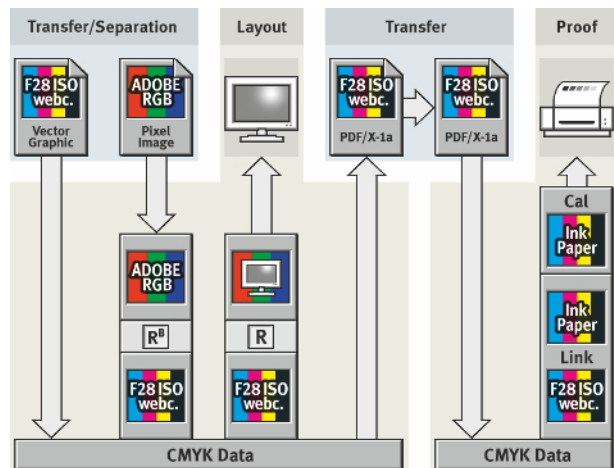 Transfer/Separation
Layout
Transfer
Proof
F28 ISO
webc.
Vector
Graphic
ADOBE
RGB
Pixel
Image
F28 ISO
webc.
PDF/X-1a
F28 ISO
webc.
PDF/X-1a
Cal
Ink
Paper
ADOBE
RGB
Ink
Paper
R^B
R
Link
F28 ISO
webc.
F28 ISO
webc.
F28 ISO
webc.
CMYK Data
CMYK Data